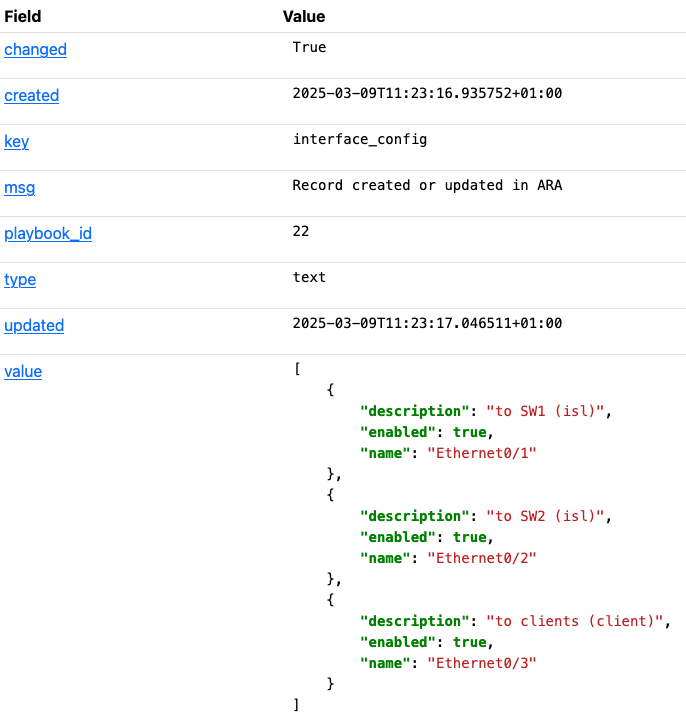 Field Value
changed True
created 2025-03-09T11:23:16.935752+01:00
key interface_config
msg Record created or updated in ARA
playbook_id 22
type text
updated 2025-03-09T11:23:17.046511+01:00
value [
    {
        "description": "to SW1 (isl)",
        "enabled": true,
        "name": "Ethernet0/1"
    },
    {
        "description": "to SW2 (isl)",
        "enabled": true,
        "name": "Ethernet0/2"
    },
    {
        "description": "to clients (client)",
        "enabled": true,
        "name": "Ethernet0/3"
    }
]